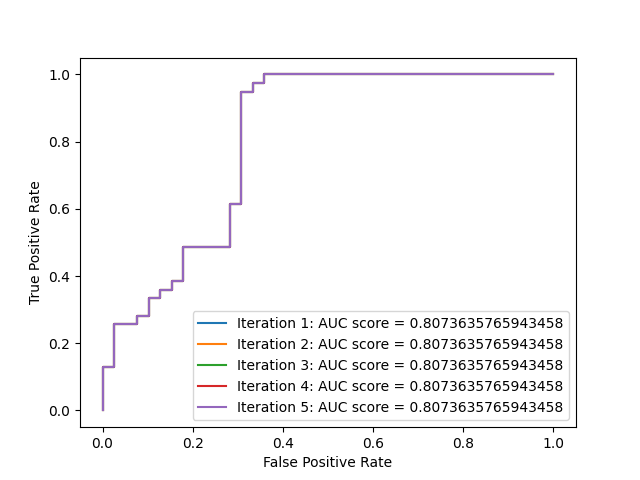 1.0
0.8
0.6
0.4
0.2
0.0
True Positive Rate
Iteration 1: AUC score = 0.8073635765943458
Iteration 2: AUC score = 0.8073635765943458
Iteration 3: AUC score = 0.8073635765943458
Iteration 4: AUC score = 0.8073635765943458
Iteration 5: AUC score = 0.8073635765943458
0.0 0.2 0.4 0.6 0.8 1.0
False Positive Rate